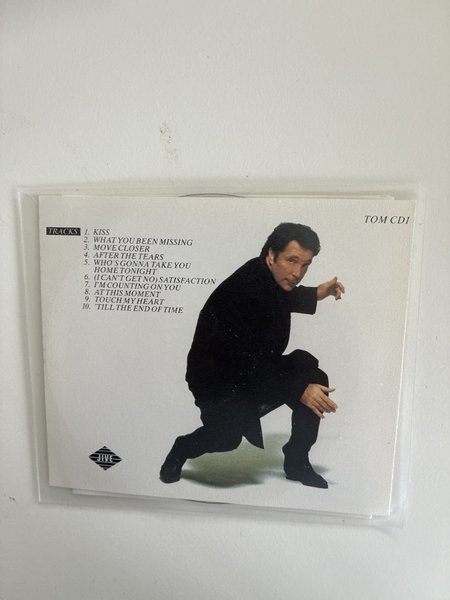 TOM CD1
TRACKS
1. KISS
2. WHAT YOU BEEN MISSING
3. MOVE CLOSER
4. AFTER THE TEARS
5. WHO'S GONNA TAKE YOU
HOME TONIGHT
6. (I CAN'T GET NO) SATISFACTION
7. I'M COUNTING ON YOU
8. AT THIS MOMENT
9. TOUCH MY HEART
10. 'TILL THE END OF TIME
JIVE